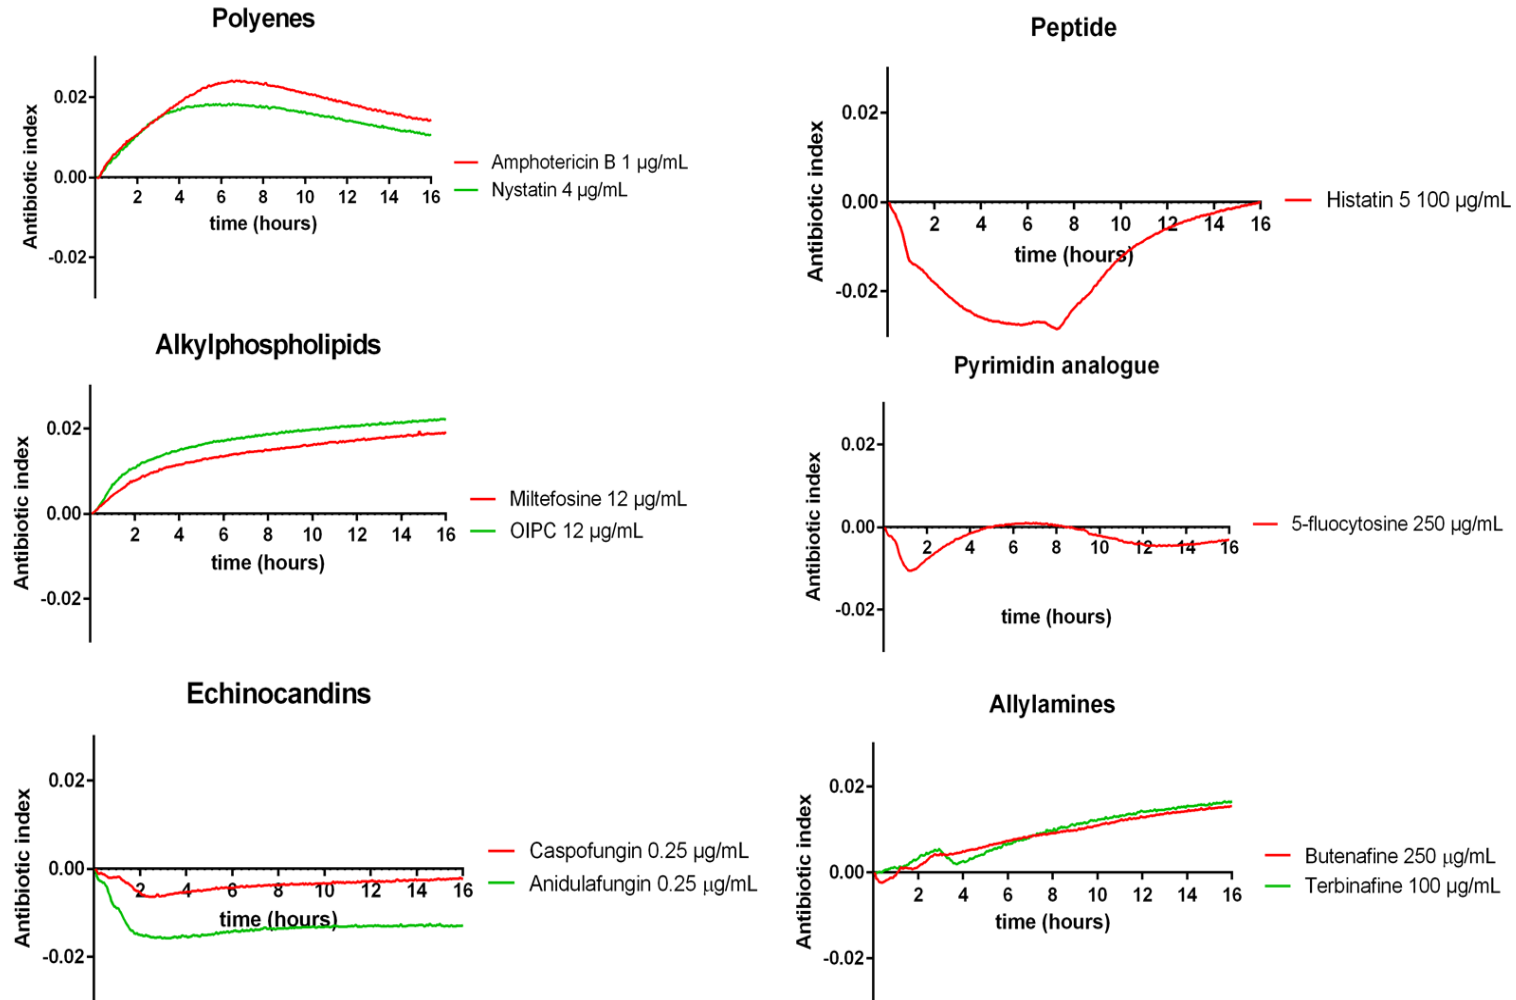 Polyenes
Antibiotic index
0.02
0.00
-0.02
2 4 6 8 10 12 14 16
time (hours)
Amphotericin B 1 µg/mL
Nystatin 4 µg/mL
Peptide
Antibiotic index
0.02
0.00
-0.02
2 4 6 8 10 12 14 16
time (hours)
Histatin 5 100 µg/mL
Alkylphospholipids
Antibiotic index
0.02
0.00
-0.02
2 4 6 8 10 12 14 16
time (hours)
Miltefosine 12 µg/mL
OIPC 12 µg/mL
Pyrimidin analogue
Antibiotic index
0.02
0.00
-0.02
2 4 6 8 10 12 14 16
time (hours)
5-fluocytosine 250 µg/mL
Echinocandins
Antibiotic index
0.02
0.00
-0.02
2 4 6 8 10 12 14 16
time (hours)
Caspofungin 0.25 µg/mL
Anidulafungin 0.25 µg/mL
Allylamines
Antibiotic index
0.02
0.00
-0.02
2 4 6 8 10 12 14 16
time (hours)
Butenafine 250 µg/mL
Terbinafine 100 µg/mL